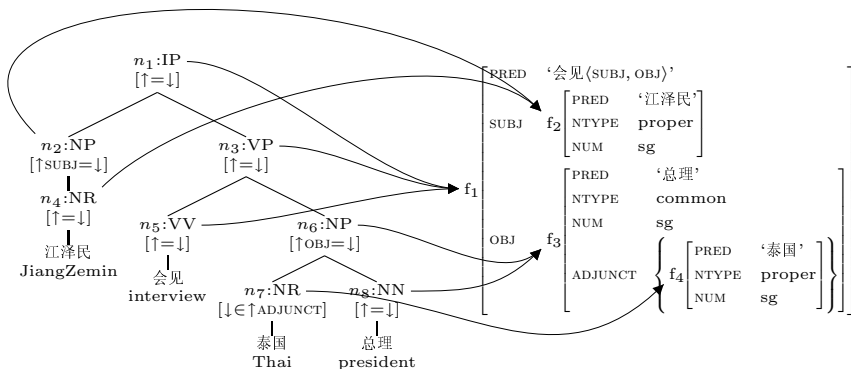 n1:IP
[↑=↓]
n2:NP
[↑SUBJ=↓]
n3:VP
[↑=↓]
n4:NR
[↑=↓]
n5:VV
[↑=↓]
n6:NP
[↑OBJ=↓]
江泽民
JiangZemin
会见
interview
n7:NR
[↓∈↑ADJUNCT]
n8:NN
[↑=↓]
泰国
Thai
总理
president
f1
PRED '会见⟨SUBJ, OBJ⟩'
SUBJ f2
PRED '江泽民'
NTYPE proper
NUM sg
OBJ f3
PRED '总理'
NTYPE common
NUM sg
ADJUNCT f4
PRED '泰国'
NTYPE proper
NUM sg